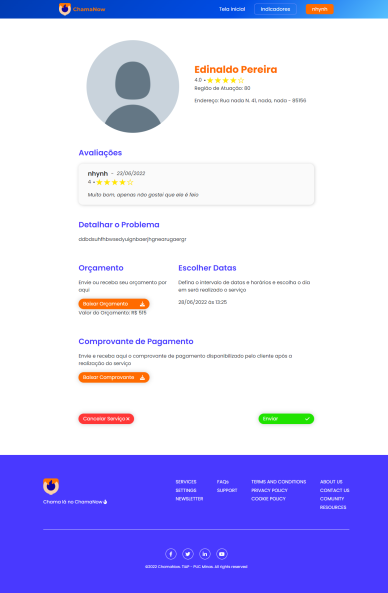 ChamaNow
Tela inicial
Indicadores
nhynh
Edinaldo Pereira
4.0 •
Região de Atuação: 80
Endereço: Rua nada N. 41, nada, nada - 85156
Avaliações
nhynh - 23/06/2022
4 •
Muito bom, apenas não gostei que ele é feio
Detalhar o Problema
Orçamento
Envie ou receba seu orçamento por
aqui
Baixar Orçamento
Valor do Orçamento: R$ 515
Escolher Datas
Defina o intervalo de datas e horários e escolha o dia
em será realizado o serviço
28/06/2022 às 13:25
Comprovante de Pagamento
Envie e receba aqui o comprovante de pagamento disponibilizado pelo cliente após a
realização do serviço
Baixar Comprovante
Cancelar Serviço
Enviar
Chama lá no ChamaNow
SERVICES
SETTINGS
NEWSLETTER
FAQs
SUPPORT
TERMS AND CONDITIONS
PRIVACY POLICY
COOKIE POLICY
ABOUT US
CONTACT US
COMUNITY
RESOURCES
©2022 ChamaNow. TIAP - PUC Minas. All rights reserved